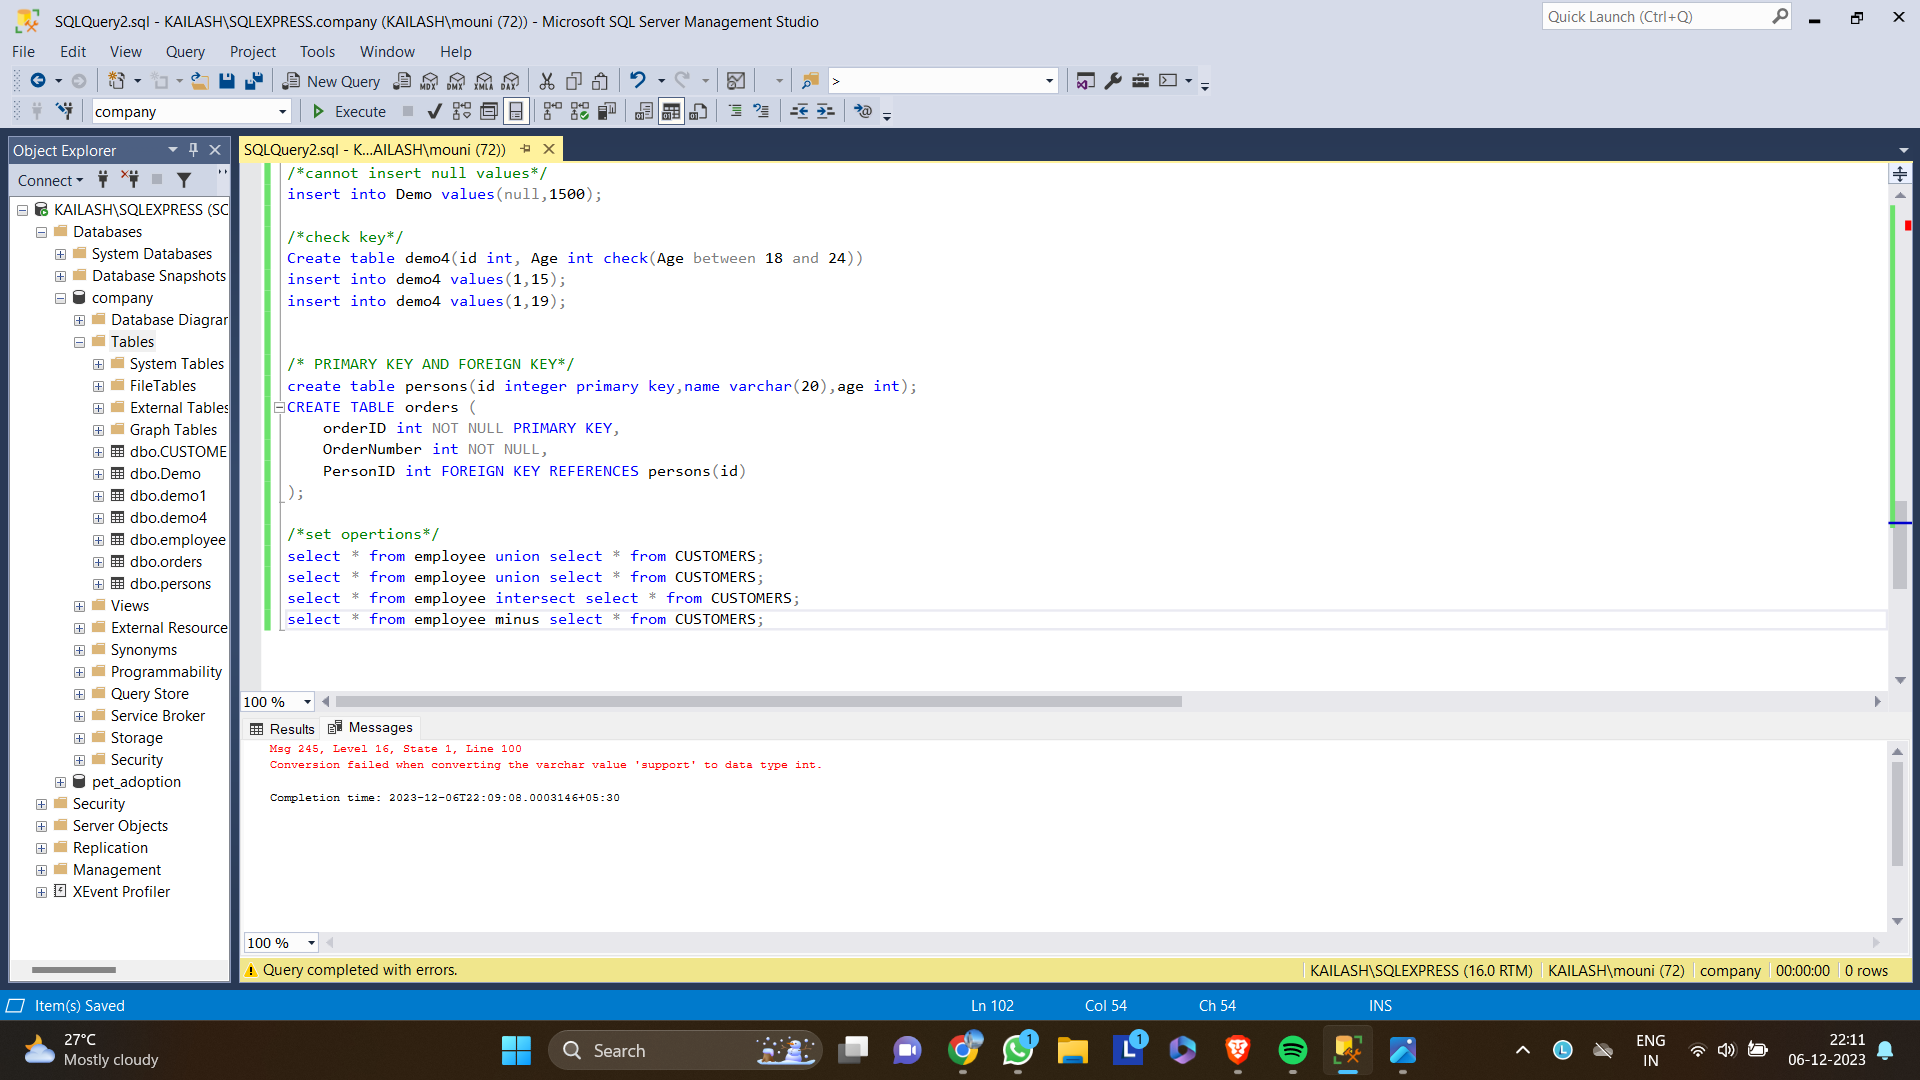 SQLQuery2.sql - KAILASH\SQLEXPRESS.company (KAILASH\mouni (72)) - Microsoft SQL Server Management Studio
Quick Launch (Ctrl+Q)
File Edit View Query Project Tools Window Help
New Query MDX DMX XMLA DAX >
company Execute
Object Explorer
SQLQuery2.sql - K...AILASH\mouni (72))
Connect
KAILASH\SQLEXPRESS (SC
Databases
System Databases
Database Snapshots
company
Database Diagrar
Tables
System Tables
FileTables
External Tables
Graph Tables
dbo.CUSTOME
dbo.Demo
dbo.demo1
dbo.demo4
dbo.employee
dbo.orders
dbo.persons
Views
External Resource
Synonyms
Programmability
Query Store
Service Broker
Storage
Security
pet_adoption
Security
Server Objects
Replication
Management
XEvent Profiler
/*cannot insert null values*/
insert into Demo values(null,1500);
/*check key*/
Create table demo4(id int, Age int check(Age between 18 and 24))
insert into demo4 values(1,15);
insert into demo4 values(1,19);
/* PRIMARY KEY AND FOREIGN KEY*/
create table persons(id integer primary key,name varchar(20),age int);
CREATE TABLE orders (
orderID int NOT NULL PRIMARY KEY,
OrderNumber int NOT NULL,
PersonID int FOREIGN KEY REFERENCES persons(id)
);
/*set opertions*/
select * from employee union select * from CUSTOMERS;
select * from employee union select * from CUSTOMERS;
select * from employee intersect select * from CUSTOMERS;
select * from employee minus select * from CUSTOMERS;
100 %
Results Messages
Msg 245, Level 16, State 1, Line 100
Conversion failed when converting the varchar value 'support' to data type int.
Completion time: 2023-12-06T22:09:08.0003146+05:30
100 %
Query completed with errors.
KAILASH\SQLEXPRESS (16.0 RTM) KAILASH\mouni (72) company 00:00:00 0 rows
Item(s) Saved Ln 102 Col 54 Ch 54 INS
27°C
Mostly cloudy
Search
1
L 1
L
ENG
IN
22:11
06-12-2023